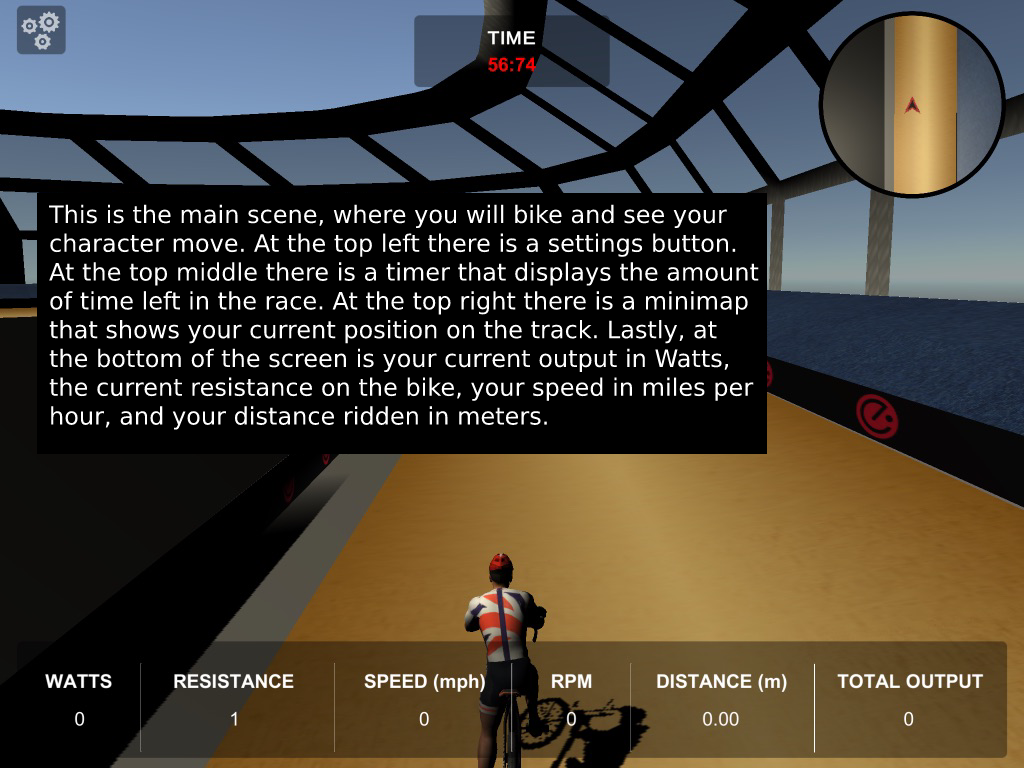 TIME
56:74
This is the main scene, where you will bike and see your
character move. At the top left there is a settings button.
At the top middle there is a timer that displays the amount
of time left in the race. At the top right there is a minimap
that shows your current position on the track. Lastly, at
the bottom of the screen is your current output in Watts,
the current resistance on the bike, your speed in miles per
hour, and your distance ridden in meters.
WATTS RESISTANCE SPEED (mph) RPM DISTANCE (m) TOTAL OUTPUT
0 1 0 0 0.00 0